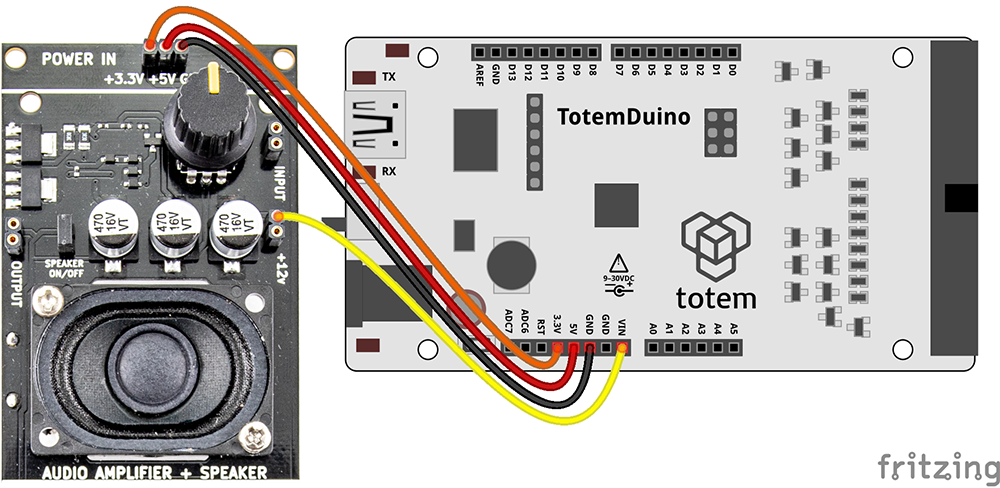 POWER IN
+3.3V +5V G
INPUT
470
16V
VT
470
16V
VT
470
16V
VT
SPEAKER
ON/OFF
+12v
OUTPUT
AUDIO AMPLIFIER + SPEAKER
AREF
GND
D13
D12
D11
D10
D9
D8
D7
D6
D5
D4
D3
D2
D1
D0
TX
RX
TotemDuino
9-30VDC
totem
ADC7
ADC6
RST
3.3V
5V
GND
GND
VIN
A0
A1
A2
A3
A4
A5
fritzing